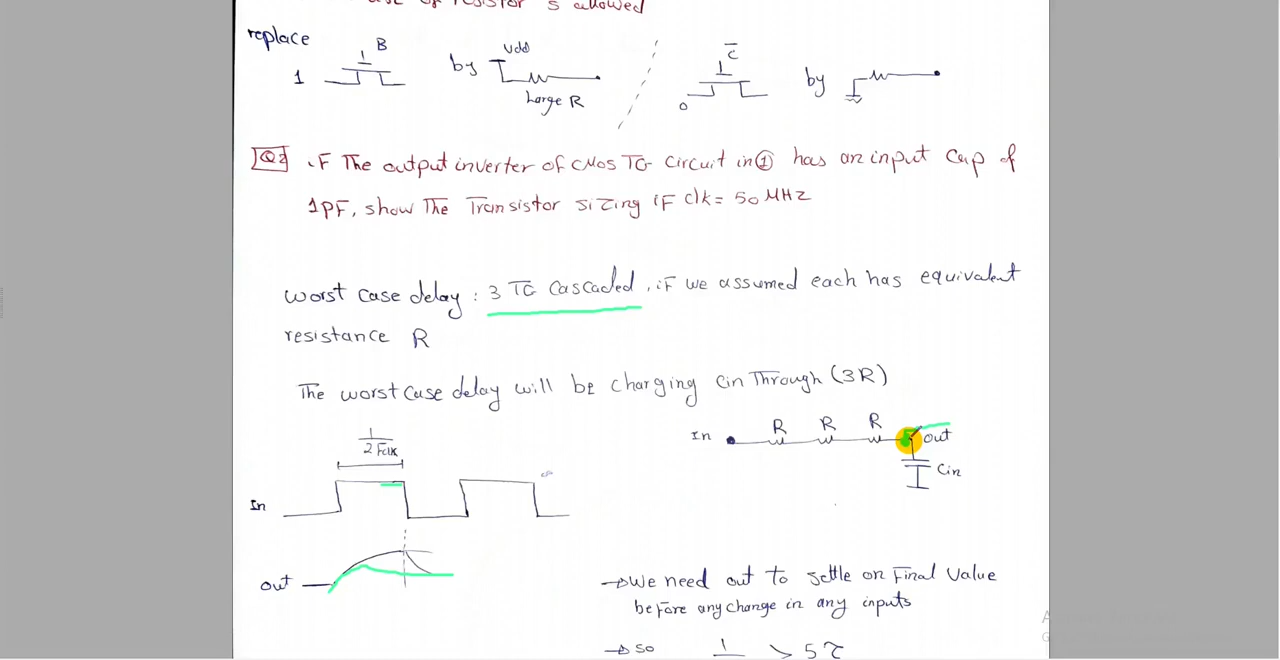 replace
B
1
by
Vdd
Large R
C̅
0
by
Q2 .IF The output inverter of CMOS TG circuit in ① has an input cap of
1PF, show The Transistor sizing IF clk = 50 MHZ
worst case delay : 3 TG Cascaded, iF we assumed each has equivalent
resistance R
The worst case delay will be charging Cin Through (3R)
In R R R out
Cin
1
2 Fclk
In
out
→ We need out to settle on Final Value
before any change in any inputs
→ so 1 > 5τ